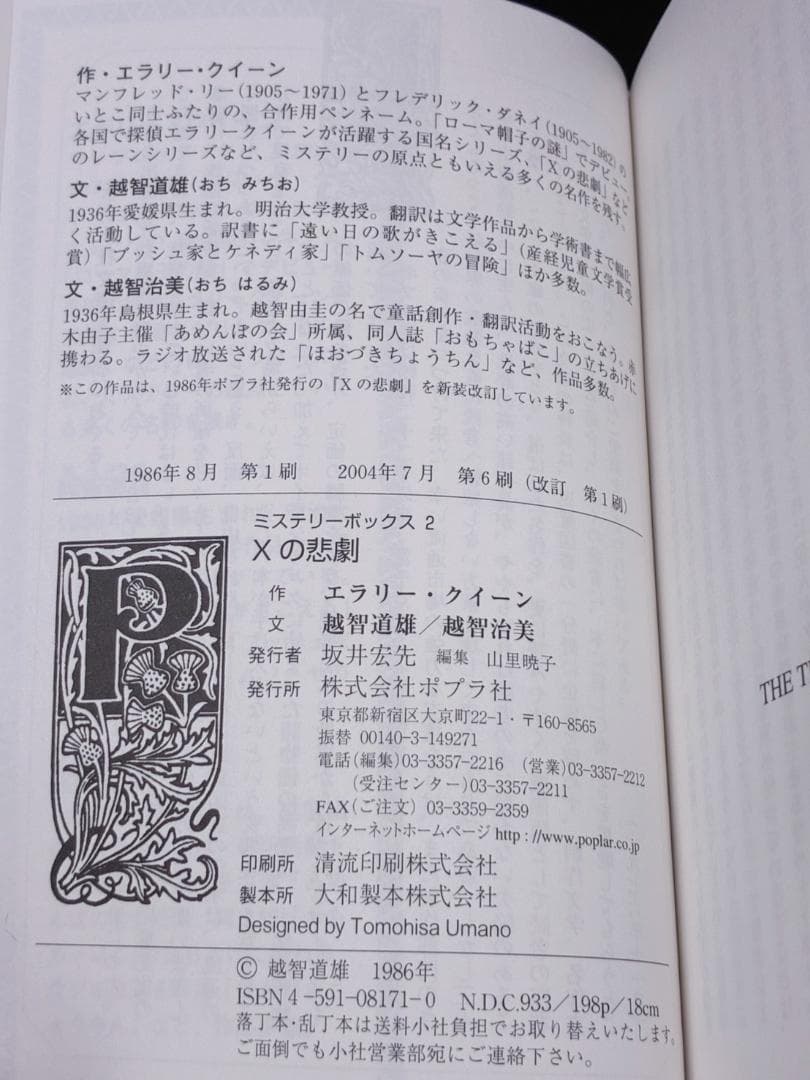 作・エラリー・クイーン
マンフレッド・リー(1905〜1971)とフレデリック・ダネイ(1905〜1982)の
いとこ同士ふたりの、合作用ペンネーム。「ローマ帽子の謎」でデビュー。
各国で探偵エラリークイーンが活躍する国名シリーズ、「Xの悲劇」など
のレーンシリーズなど、ミステリーの原点ともいえる多くの名作を残す。
文・越智道雄(おち みちお)
1936年愛媛県生まれ。明治大学教授。翻訳は文学作品から学術書まで幅広
く活動している。訳書に「遠い日の歌がきこえる」(産経児童文学賞受
賞)「ブッシュ家とケネディ家」「トムソーヤの冒険」ほか多数。
文・越智治美(おち はるみ)
1936年島根県生まれ。越智由圭の名で童話創作・翻訳活動をおこなう。赤
木由子主催「あめんぼの会」所属、同人誌「おもちゃばこ」の立ちあげに
携わる。ラジオ放送された「ほおづきちょうちん」など、作品多数。
※この作品は、1986年ポプラ社発行の『Xの悲劇』を新装改訂しています。
1986年8月 第1刷 2004年7月 第6刷(改訂 第1刷)
ミステリーボックス 2
Xの悲劇
作 エラリー・クイーン
文 越智道雄/越智治美
発行者 坂井宏先 編集 山里暁子
発行所 株式会社ポプラ社
東京都新宿区大京町22-1・〒160-8565
振替 00140-3-149271
電話(編集)03-3357-2216 (営業)03-3357-2212
(受注センター)03-3357-2211
FAX(ご注文) 03-3359-2359
インターネットホームページ http://www.poplar.co.jp
印刷所 清流印刷株式会社
製本所 大和製本株式会社
Designed by Tomohisa Umano
© 越智道雄 1986年
ISBN4-591-08171-0 N.D.C.933/198p/18cm
落丁本・乱丁本は送料小社負担でお取り替えいたします。
ご面倒でも小社営業部宛にご連絡下さい。
P
THE